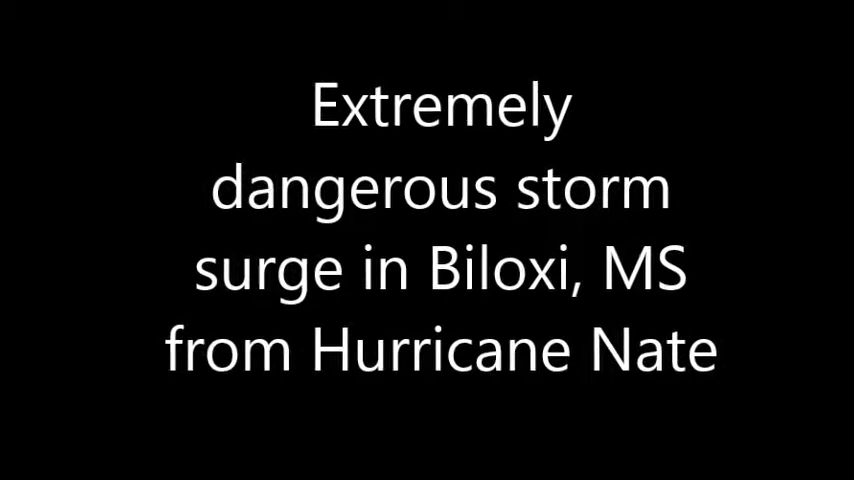 Extremely
dangerous storm
surge in Biloxi, MS
from Hurricane Nate